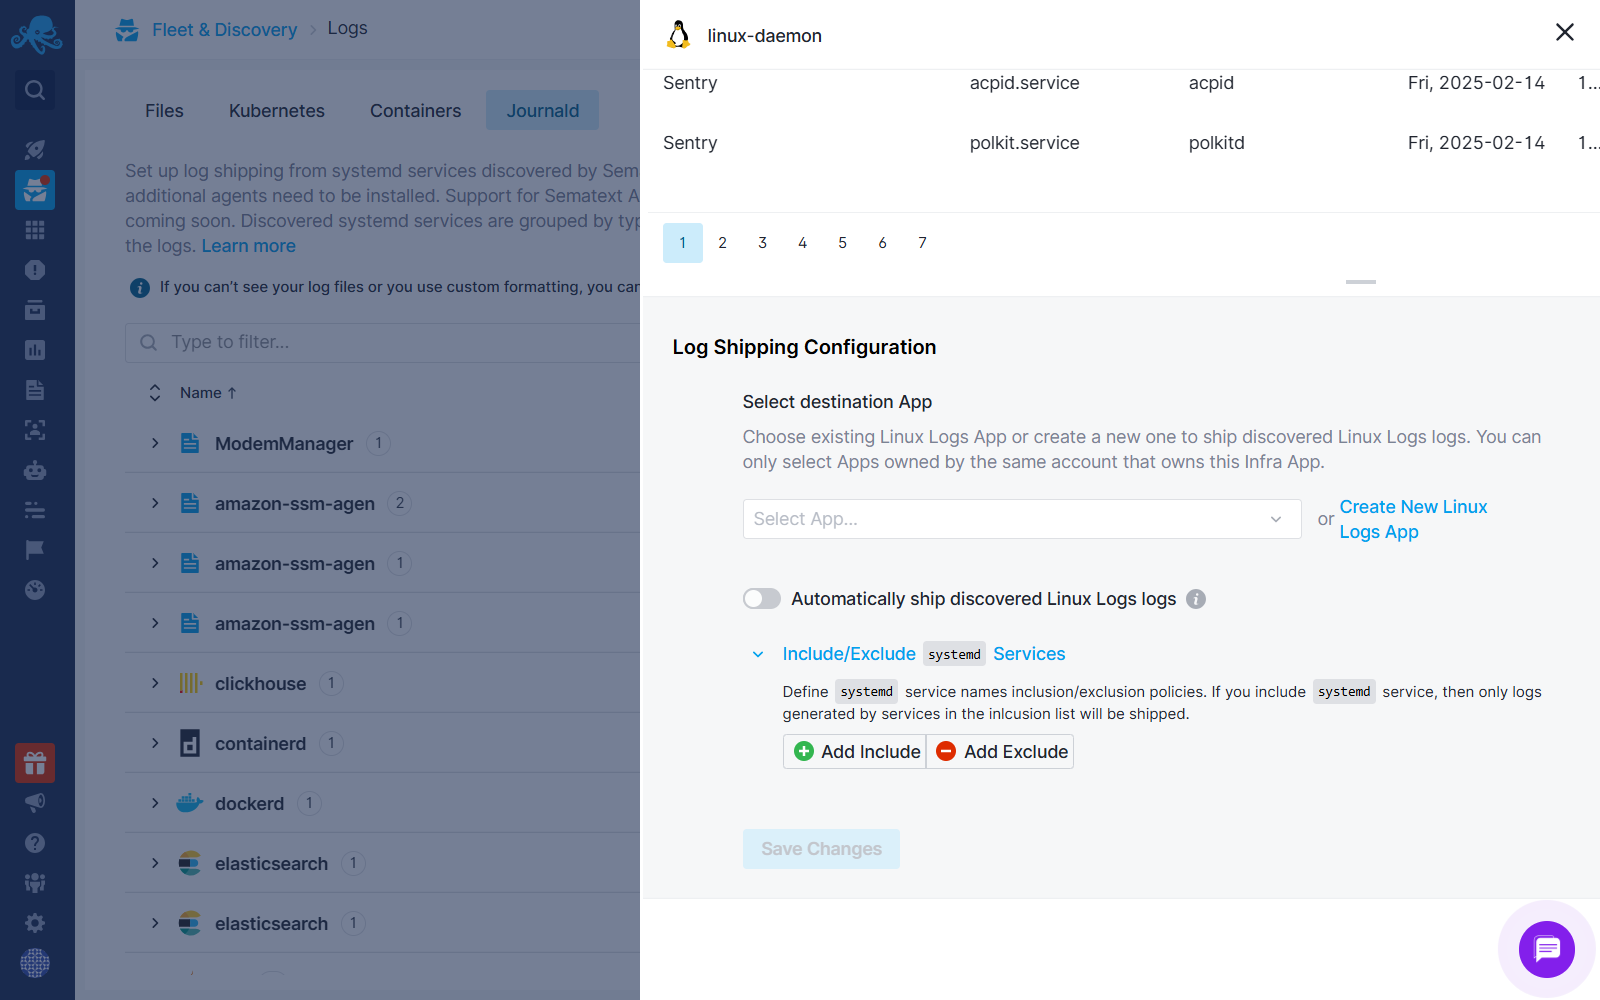 Fleet & Discovery > Logs
Files Kubernetes Containers Journald
Set up log shipping from systemd services discovered by Sem
additional agents need to be installed. Support for Sematext A
coming soon. Discovered systemd services are grouped by typ
the logs. Learn more
If you can't see your log files or you use custom formatting, you can
Type to filter...
Name ↑
ModemManager 1
amazon-ssm-agen 2
amazon-ssm-agen 1
amazon-ssm-agen 1
clickhouse 1
containerd 1
dockerd 1
elasticsearch 1
elasticsearch 1
linux-daemon
Sentry acpid.service acpid Fri, 2025-02-14 1...
Sentry polkit.service polkitd Fri, 2025-02-14 1...
1 2 3 4 5 6 7
Log Shipping Configuration
Select destination App
Choose existing Linux Logs App or create a new one to ship discovered Linux Logs logs. You can
only select Apps owned by the same account that owns this Infra App.
Select App... or Create New Linux
Logs App
Automatically ship discovered Linux Logs logs
Include/Exclude systemd Services
Define systemd service names inclusion/exclusion policies. If you include systemd service, then only logs
generated by services in the inlcusion list will be shipped.
Add Include Add Exclude
Save Changes